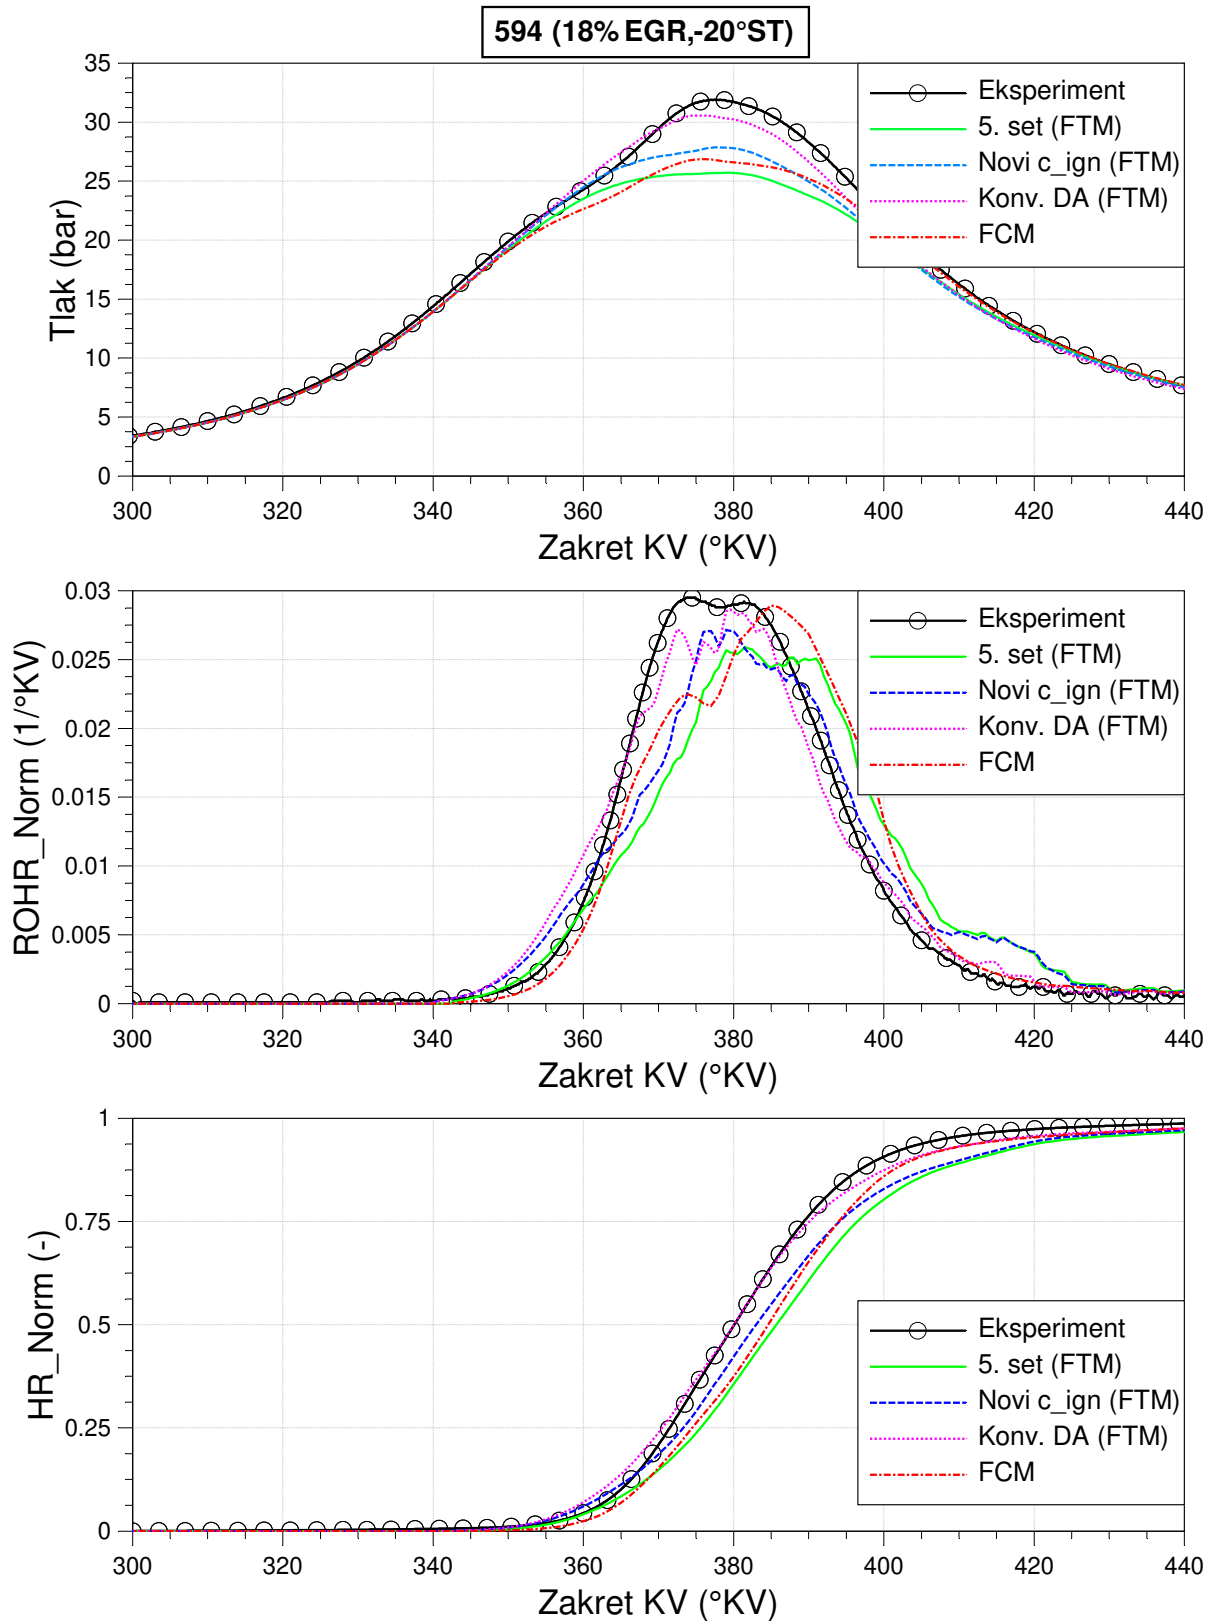 594 (18% EGR,-20°ST)
35
30
25
20
15
10
5
0
Tlak (bar)
Eksperiment
5. set (FTM)
Novi c_ign (FTM)
Konv. DA (FTM)
FCM
300 320 340 360 380 400 420 440
Zakret KV (°KV)
0.03
0.025
0.02
0.015
0.01
0.005
0
ROHR_Norm (1/°KV)
Eksperiment
5. set (FTM)
Novi c_ign (FTM)
Konv. DA (FTM)
FCM
300 320 340 360 380 400 420 440
Zakret KV (°KV)
1
0.75
0.5
0.25
0
HR_Norm (-)
Eksperiment
5. set (FTM)
Novi c_ign (FTM)
Konv. DA (FTM)
FCM
300 320 340 360 380 400 420 440
Zakret KV (°KV)